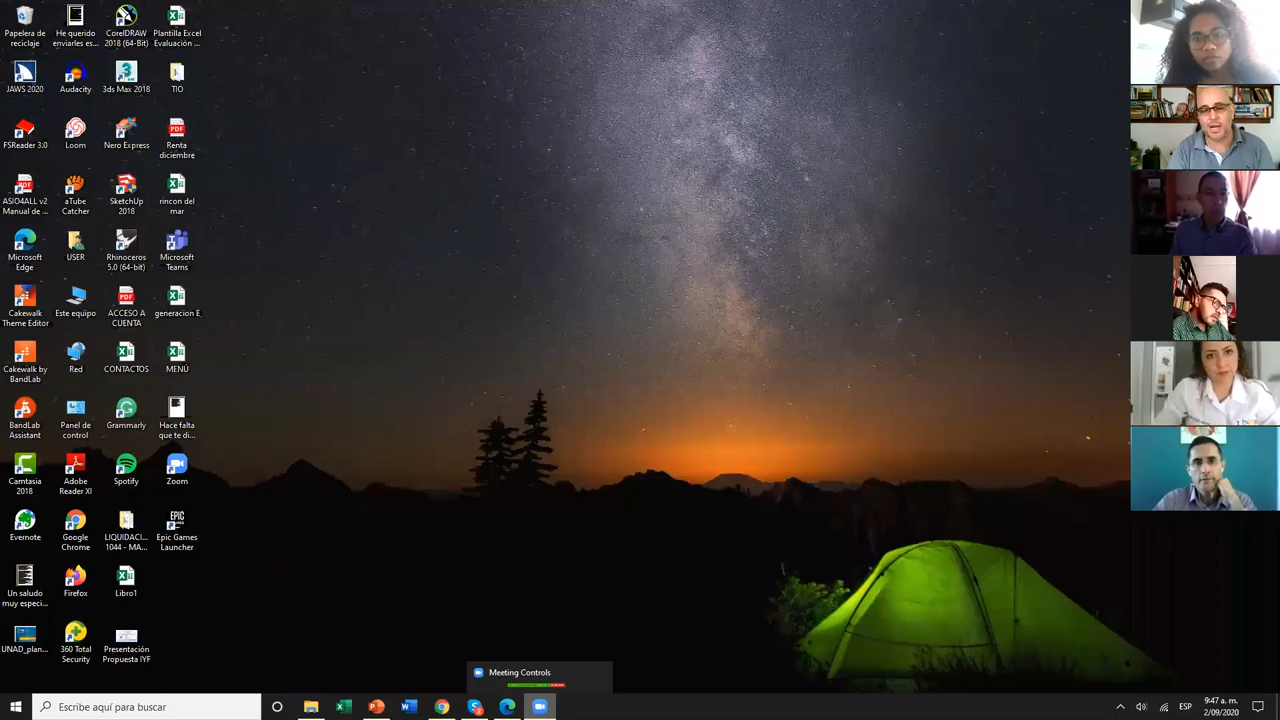 Papelera de
reciclaje
He querido
enviarles es...
CorelDRAW
2018 (64-Bit)
Plantilla Excel
Evaluación ...
JAWS 2020
Audacity
3ds Max 2018
TIO
FSReader 3.0
Loom
Nero Express
Renta
diciembre
ASIO4ALL v2
Manual de ...
aTube
Catcher
SketchUp
2018
rincon del
mar
Microsoft
Edge
USER
Rhinoceros
5.0 (64-bit)
Microsoft
Teams
Cakewalk
Theme Editor
Este equipo
ACCESO A
CUENTA
generacion E
Cakewalk by
BandLab
Red
CONTACTOS
MENÚ
BandLab
Assistant
Panel de
control
Grammarly
Hace falta
que te di...
Camtasia
2018
Adobe
Reader XI
Spotify
Zoom
Evernote
Google
Chrome
LIQUIDACI...
1044 - MA...
Epic Games
Launcher
Un saludo
muy especi...
Firefox
Libro1
UNAD_plan...
360 Total
Security
Presentación
Propuesta IYF
Meeting Controls
Escribe aquí para buscar
ESP
9:47 a. m.
2/09/2020